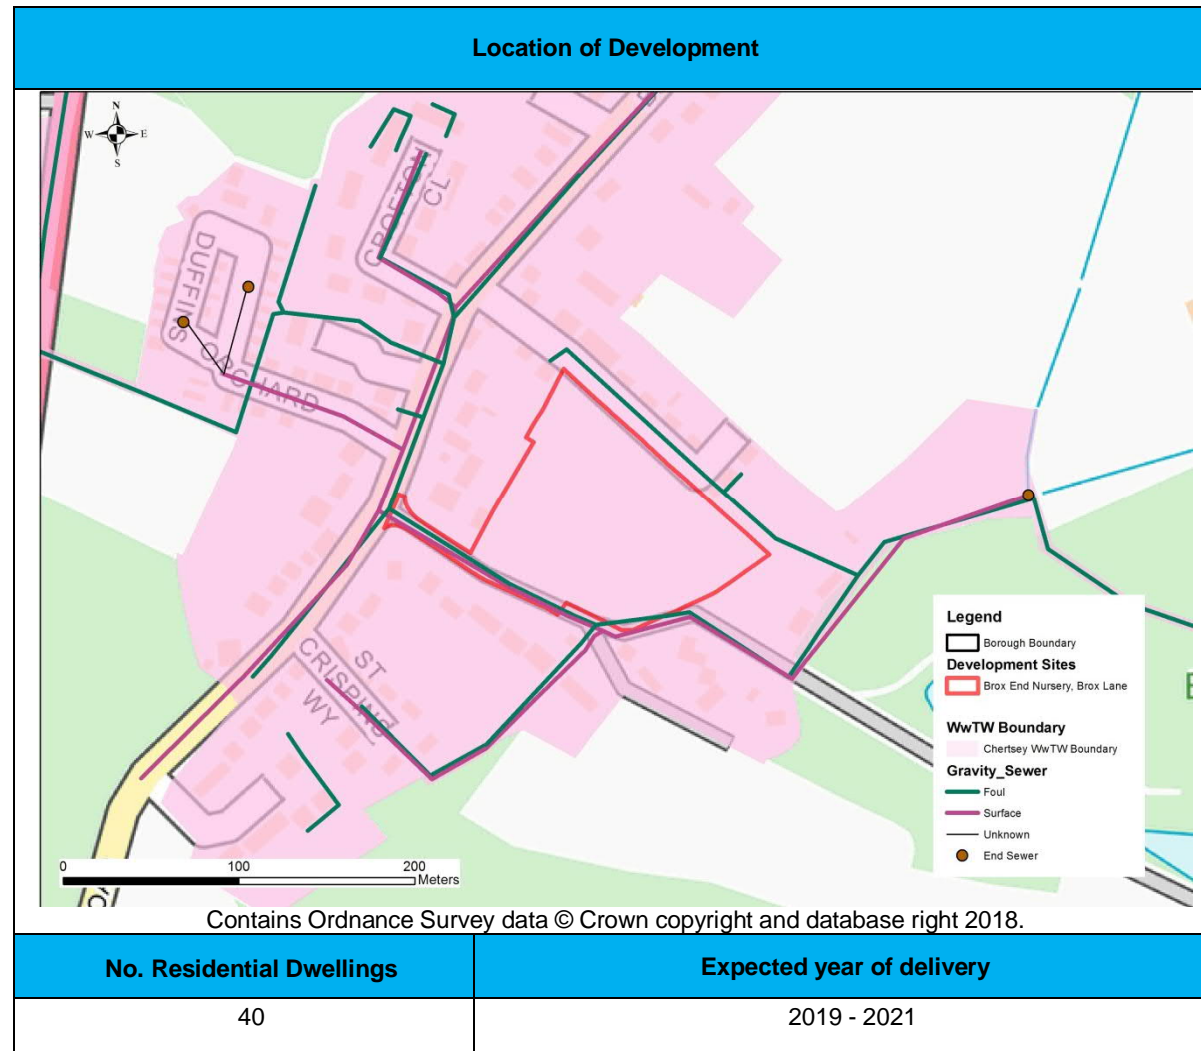 Location of Development
N
W
E
S
CROFTON
CL
DUFFINS
ORCHARD
ST
CRISPINS
WY
Legend
Borough Boundary
Development Sites
Brox End Nursery, Brox Lane
WwTW Boundary
Chertsey WwTW Boundary
Gravity_Sewer
Foul
Surface
Unknown
End Sewer
0
100
200
Meters
Contains Ordnance Survey data © Crown copyright and database right 2018.
No. Residential Dwellings
Expected year of delivery
40
2019 - 2021